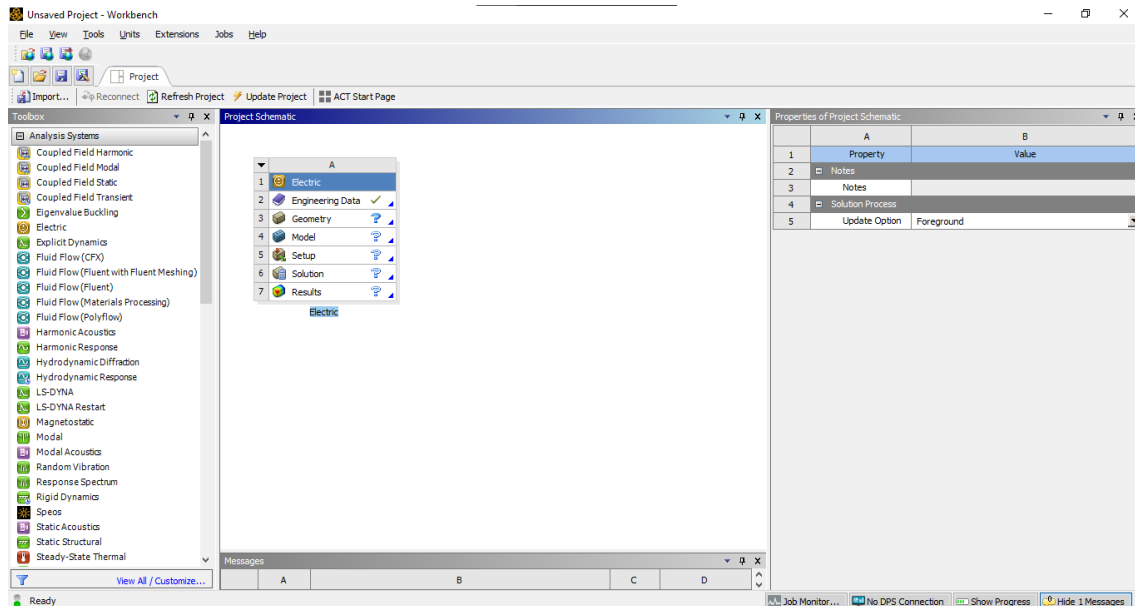 Unsaved Project - Workbench
File View Tools Units Extensions Jobs Help
Project
Import... Reconnect Refresh Project Update Project ACT Start Page
Toolbox
Analysis Systems
Coupled Field Harmonic
Coupled Field Modal
Coupled Field Static
Coupled Field Transient
Eigenvalue Buckling
Electric
Explicit Dynamics
Fluid Flow (CFX)
Fluid Flow (Fluent with Fluent Meshing)
Fluid Flow (Fluent)
Fluid Flow (Materials Processing)
Fluid Flow (Polyflow)
Harmonic Acoustics
Harmonic Response
Hydrodynamic Diffraction
Hydrodynamic Response
LS-DYNA
LS-DYNA Restart
Magnetostatic
Modal
Modal Acoustics
Random Vibration
Response Spectrum
Rigid Dynamics
Speos
Static Acoustics
Static Structural
Steady-State Thermal
View All / Customize...
Project Schematic
A
1 Electric
2 Engineering Data
3 Geometry ?
4 Model ?
5 Setup ?
6 Solution ?
7 Results ?
Electric
Messages
A B C D
Properties of Project Schematic
A B
1 Property Value
2 Notes
3 Notes
4 Solution Process
5 Update Option Foreground
Ready
Job Monitor... No DPS Connection Show Progress Hide 1 Messages